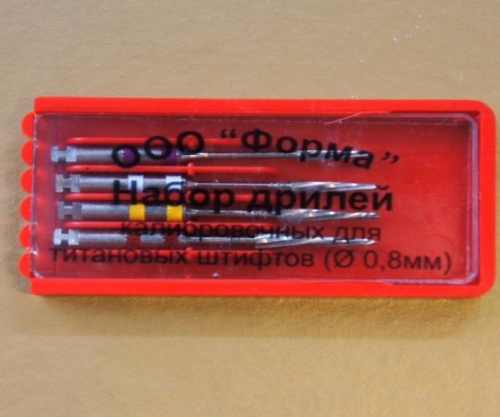 ООО “Форма”
Набор дрилей
калибровочных для
титановых штифтов (Ø 0,8мм)